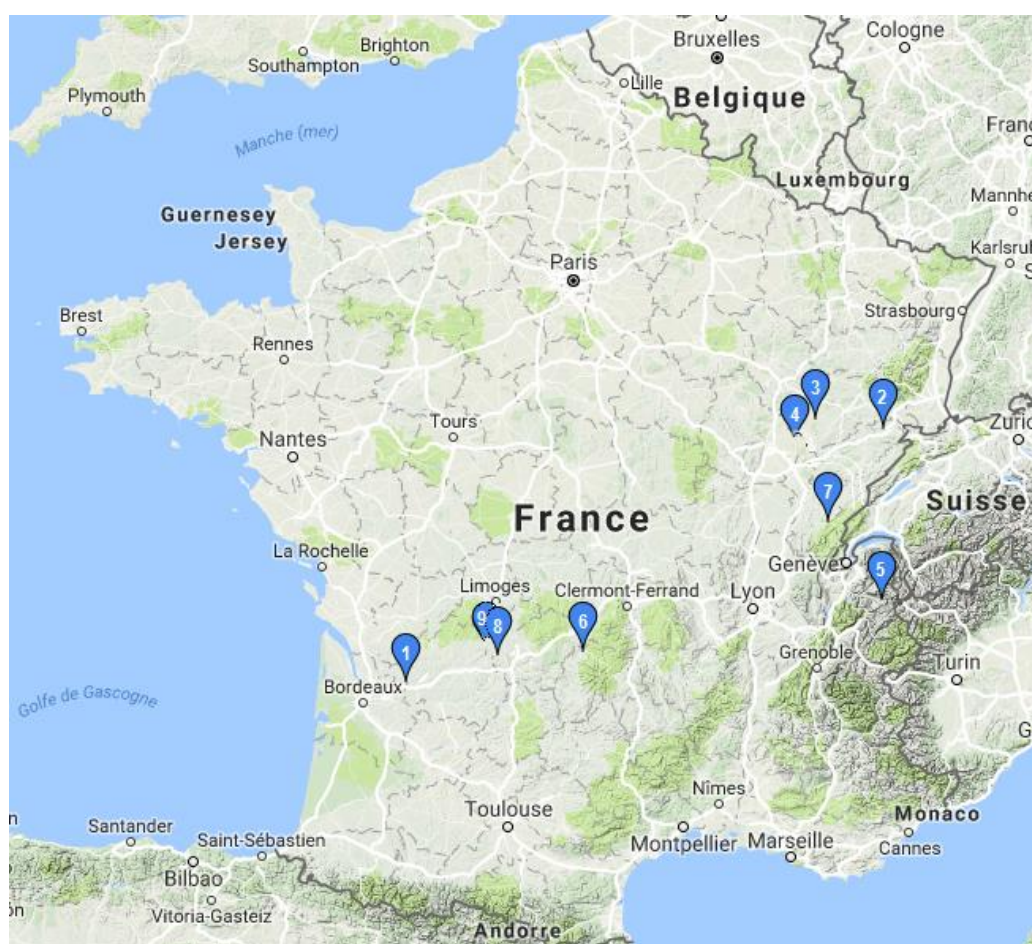 Brighton
Southampton
Plymouth
Bruxelles
Cologne
Lille
Belgique
Manche (mer)
Luxembourg
Franc
Mannhe
Guernesey
Jersey
Karlsruh
Paris
Strasbourg
S
Brest
Rennes
3
2
4
Tours
Nantes
Zuric
7
Suisse
France
La Rochelle
Genève
5
Limoges
Clermont-Ferrand
Lyon
9
8
6
1
Grenoble
Turin
Bordeaux
Golfe de Gascogne
G
Nîmes
Toulouse
Monaco
Santander
Saint-Sébastien
Montpellier
Marseille
Cannes
Bilbao
Vitoria-Gasteiz
ón
Andorre